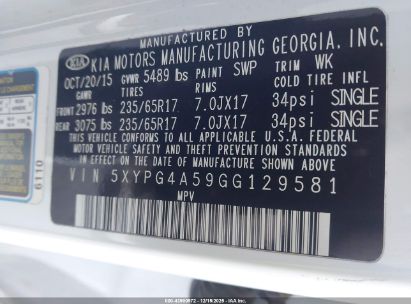 MANUFACTURED BY
KIA KIA MOTORS MANUFACTURING GEORGIA, INC.
OCT/20/15 GVWR 5489 lbs PAINT SWP TRIM WK
GAWR TIRES RIMS COLD TIRE INFL
FRONT 2976 lbs 235/65R17 7.0JX17 34psi SINGLE
REAR 3075 lbs 235/65R17 7.0JX17 34psi SINGLE
THIS VEHICLE CONFORMS TO ALL APPLICABLE U.S.A. FEDERAL
MOTOR VEHICLE SAFETY AND THEFT PREVENTION STANDARDS
IN EFFECT ON THE DATE OF MANUFACTURE SHOWN ABOVE
VIN 5XYPG4A59GG129581
MPV
6110